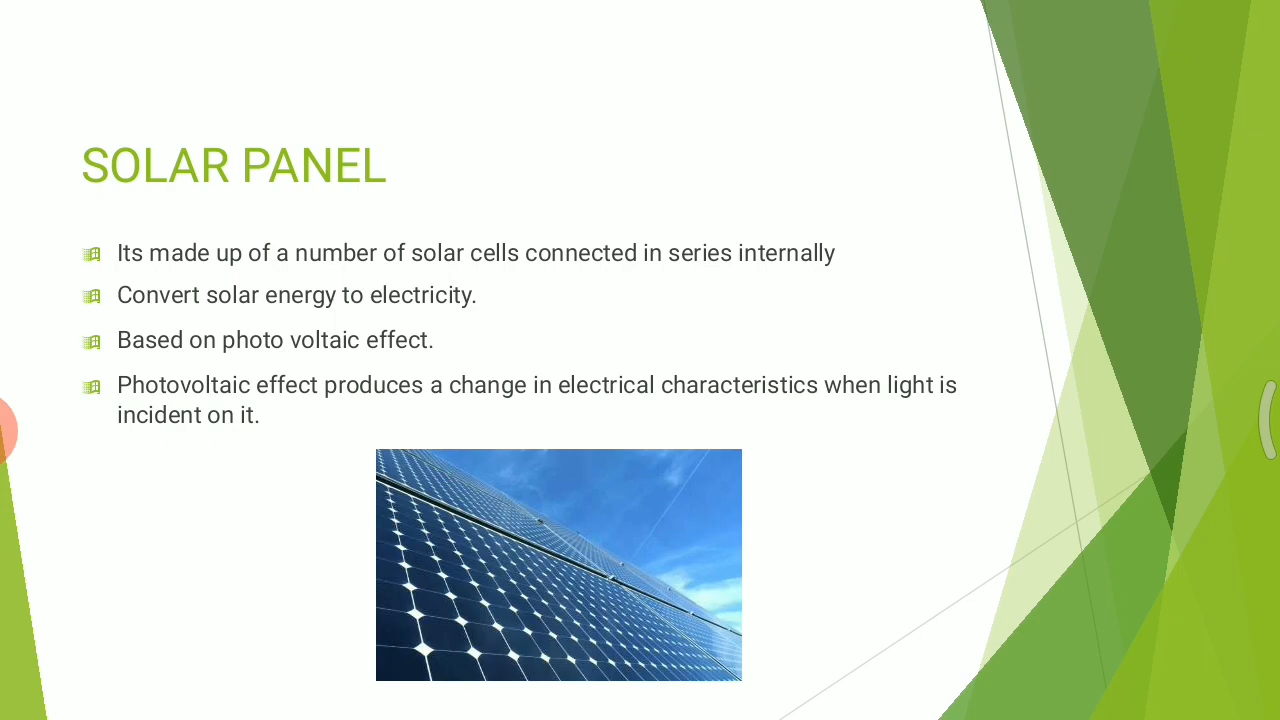 SOLAR PANEL
Its made up of a number of solar cells connected in series internally
Convert solar energy to electricity.
Based on photo voltaic effect.
Photovoltaic effect produces a change in electrical characteristics when light is
incident on it.